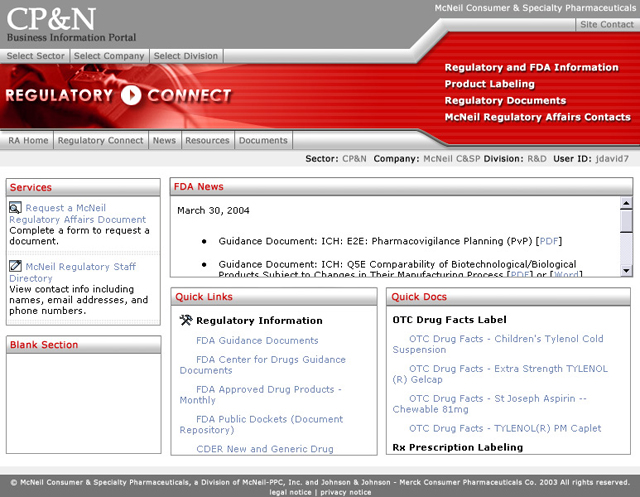 CP&N
Business Information Portal
McNeil Consumer & Specialty Pharmaceuticals
Site Contact
Select Sector Select Company Select Division
REGULATORY CONNECT
Regulatory and FDA Information
Product Labeling
Regulatory Documents
McNeil Regulatory Affairs Contacts
RA Home Regulatory Connect News Resources Documents
Sector: CP&N Company: McNeil C&SP Division: R&D User ID: jdavid7
Services
Request a McNeil
Regulatory Affairs Document
Complete a form to request a
document.
McNeil Regulatory Staff
Directory
View contact info including
names, email addresses, and
phone numbers.
Blank Section
FDA News
March 30, 2004
• Guidance Document: ICH: E2E: Pharmacovigilance Planning (PvP) [PDF]
• Guidance Document: ICH: Q5E Comparability of Biotechnological/Biological
Products Subject to Changes in Their Manufacturing Process [PDF] or [Word]
Quick Links
Regulatory Information
FDA Guidance Documents
FDA Center for Drugs Guidance
Documents
FDA Approved Drug Products -
Monthly
FDA Public Dockets (Document
Repository)
CDER New and Generic Drug
Quick Docs
OTC Drug Facts Label
OTC Drug Facts - Children's Tylenol Cold
Suspension
OTC Drug Facts - Extra Strength TYLENOL
(R) Gelcap
OTC Drug Facts - St Joseph Aspirin --
Chewable 81mg
OTC Drug Facts - TYLENOL(R) PM Caplet
Rx Prescription Labeling
© McNeil Consumer & Specialty Pharmaceuticals, a Division of McNeil-PPC, Inc. and Johnson & Johnson - Merck Consumer Pharmaceuticals Co. 2003 All rights reserved.
legal notice | privacy notice